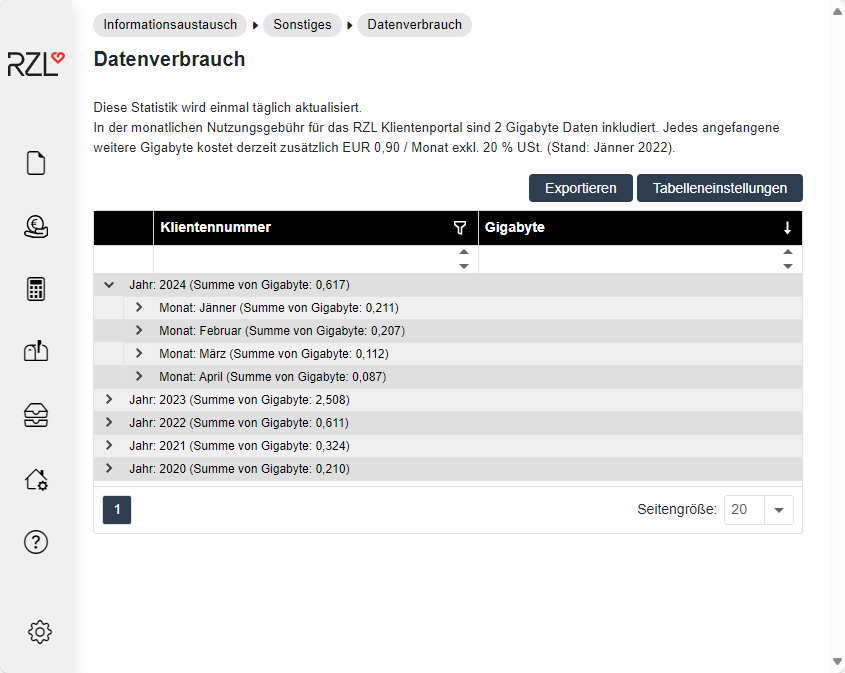 Informationsaustausch Sonstiges Datenverbrauch
RZL
Datenverbrauch
Diese Statistik wird einmal täglich aktualisiert.
In der monatlichen Nutzungsgebühr für das RZL Klientenportal sind 2 Gigabyte Daten inkludiert. Jedes angefangene
weitere Gigabyte kostet derzeit zusätzlich EUR 0,90 / Monat exkl. 20 % USt. (Stand: Jänner 2022).
Exportieren Tabelleneinstellungen
Klientennummer Gigabyte
Jahr: 2024 (Summe von Gigabyte: 0,617)
Monat: Jänner (Summe von Gigabyte: 0,211)
Monat: Februar (Summe von Gigabyte: 0,207)
Monat: März (Summe von Gigabyte: 0,112)
Monat: April (Summe von Gigabyte: 0,087)
Jahr: 2023 (Summe von Gigabyte: 2,508)
Jahr: 2022 (Summe von Gigabyte: 0,611)
Jahr: 2021 (Summe von Gigabyte: 0,324)
Jahr: 2020 (Summe von Gigabyte: 0,210)
1 Seitengröße: 20